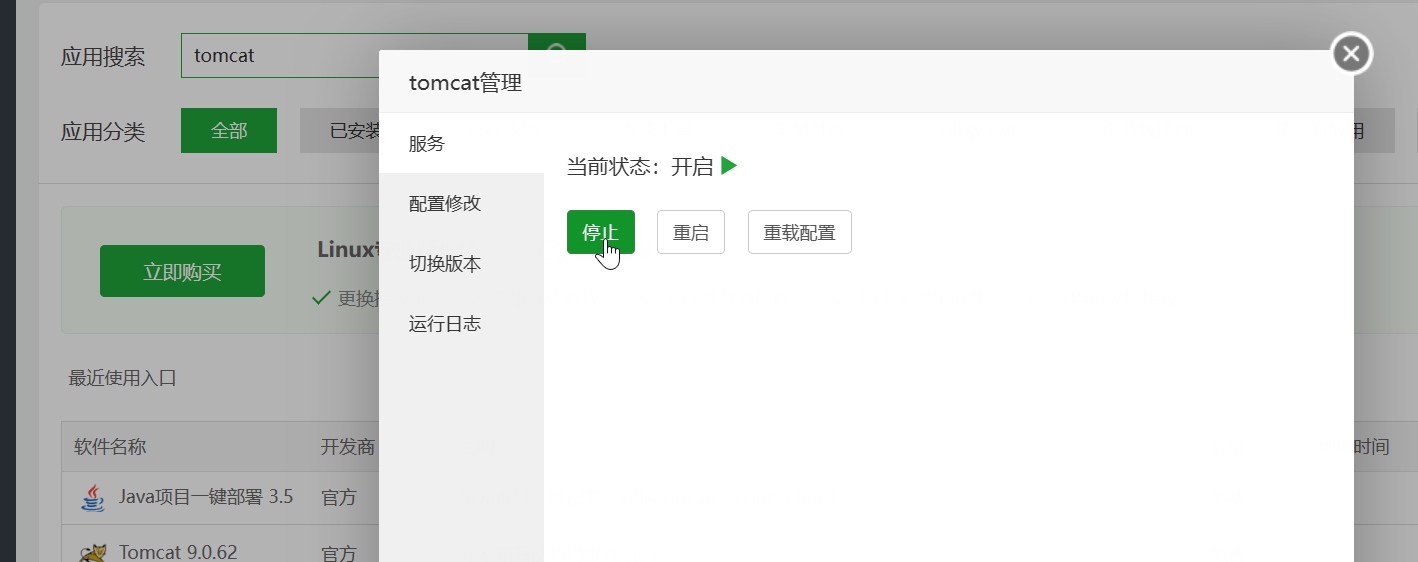 应用搜索 tomcat
tomcat管理
应用分类 全部 已安装
服务
当前状态：开启
配置修改
停止 重启 重载配置
切换版本
运行日志
立即购买
Linux
更换
最近使用入口
软件名称 开发商 时间
Java项目一键部署 3.5 官方
Tomcat 9.0.62 官方